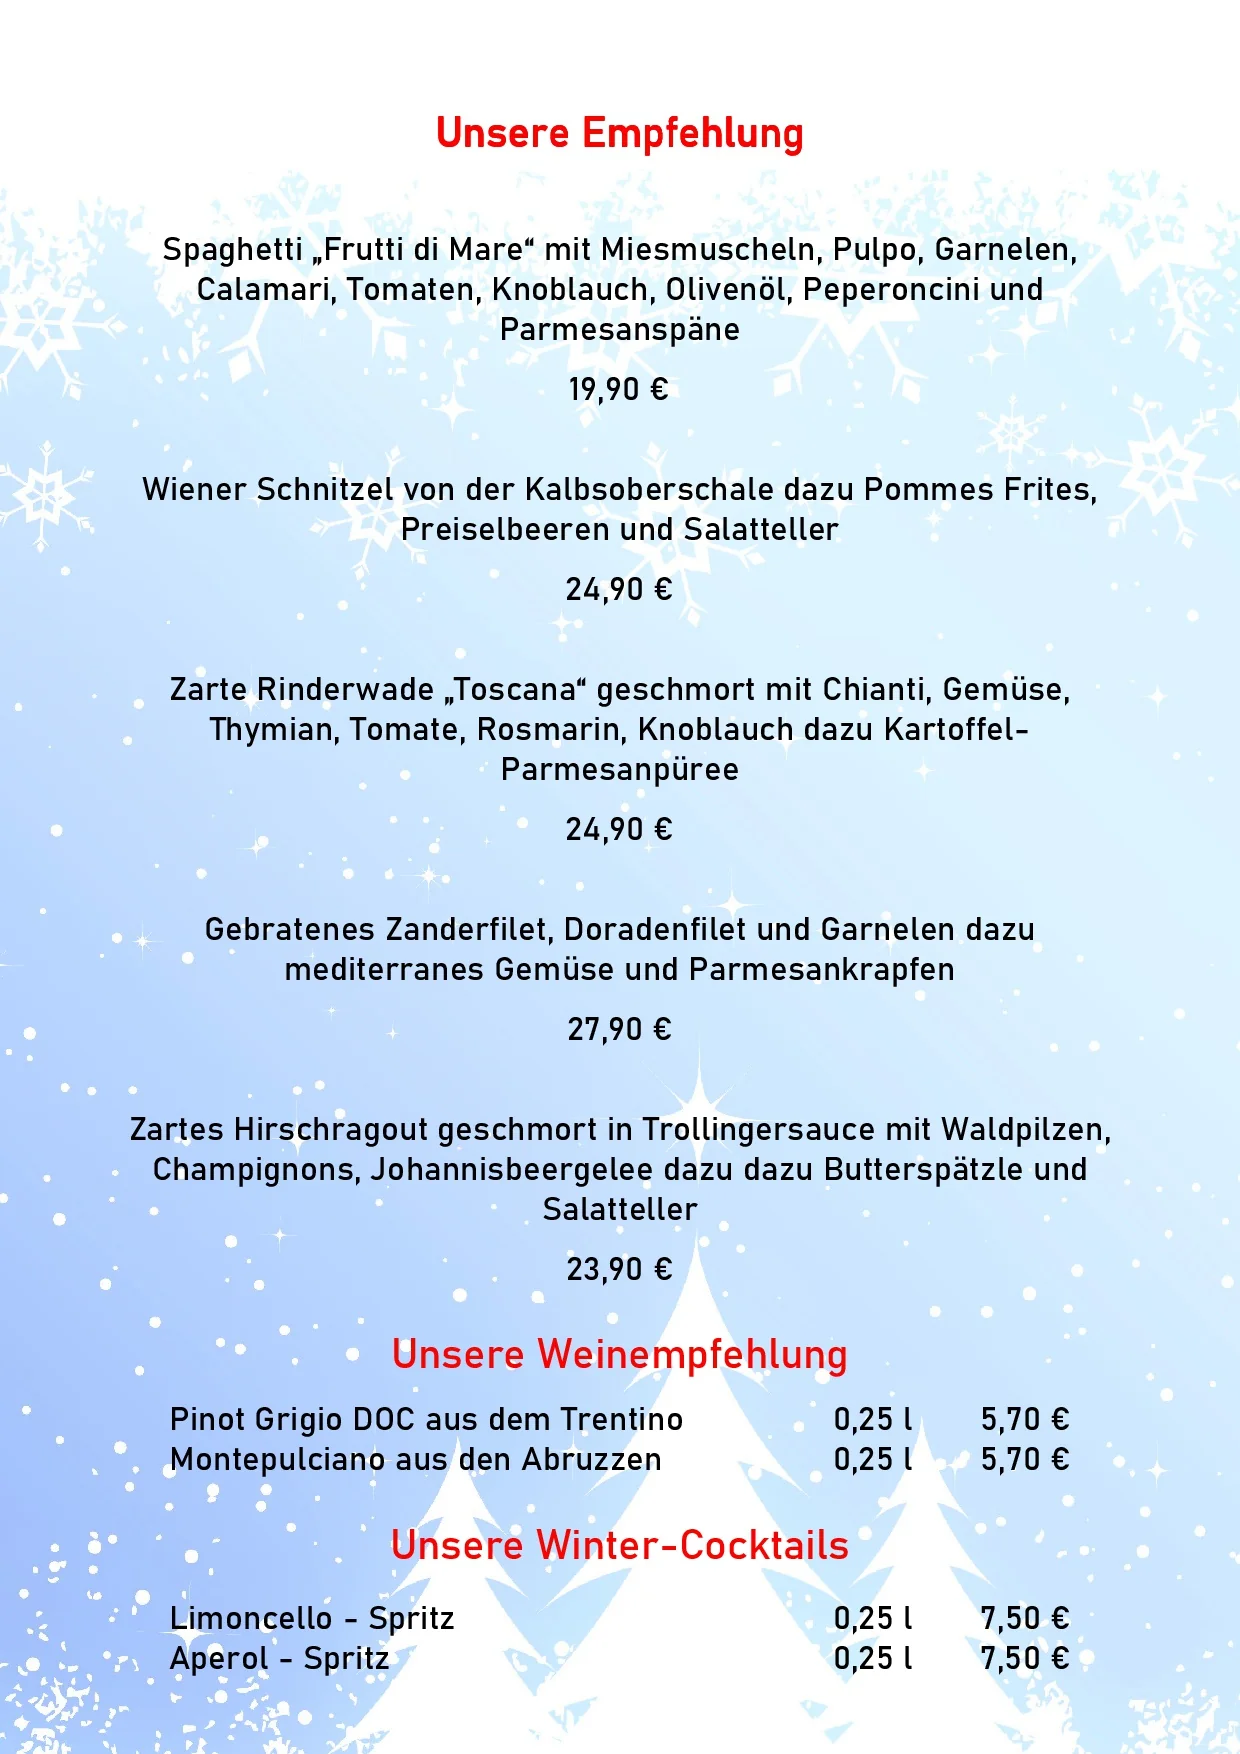 Unsere Empfehlung
Spaghetti „Frutti di Mare“ mit Miesmuscheln, Pulpo, Garnelen,
Calamari, Tomaten, Knoblauch, Olivenöl, Peperoncini und
Parmesanspäne
19,90 €
Wiener Schnitzel von der Kalbsoberschale dazu Pommes Frites,
Preiselbeeren und Salatteller
24,90 €
Zarte Rinderwade „Toscana“ geschmort mit Chianti, Gemüse,
Thymian, Tomate, Rosmarin, Knoblauch dazu Kartoffel-
Parmesanpüree
24,90 €
Gebratenes Zanderfilet, Doradenfilet und Garnelen dazu
mediterranes Gemüse und Parmesankrapfen
27,90 €
Zartes Hirschragout geschmort in Trollingersauce mit Waldpilzen,
Champignons, Johannisbeergelee dazu dazu Butterspätzle und
Salatteller
23,90 €
Unsere Weinempfehlung
Pinot Grigio DOC aus dem Trentino 0,25 l 5,70 €
Montepulciano aus den Abruzzen 0,25 l 5,70 €
Unsere Winter-Cocktails
Limoncello - Spritz 0,25 l 7,50 €
Aperol - Spritz 0,25 l 7,50 €